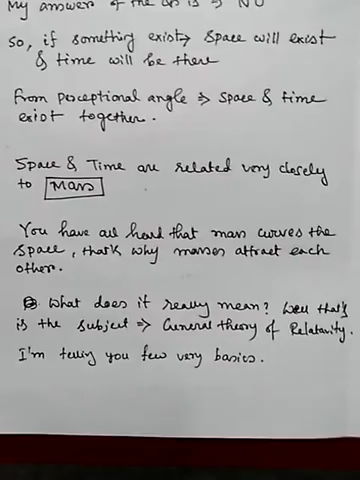 My answer of the is ⇒ NO
So, if something exist → Space will exist
& time will be there
From perceptional angle ⇒ Space & time
exist together.
Space & Time are related very closely
to Mass
You have all heard that mass curves the
Space, that's why masses attract each
other.
What does it really mean? Well that's
is the subject ⇒ General theory of Relativity.
I'm telling you few very basics.